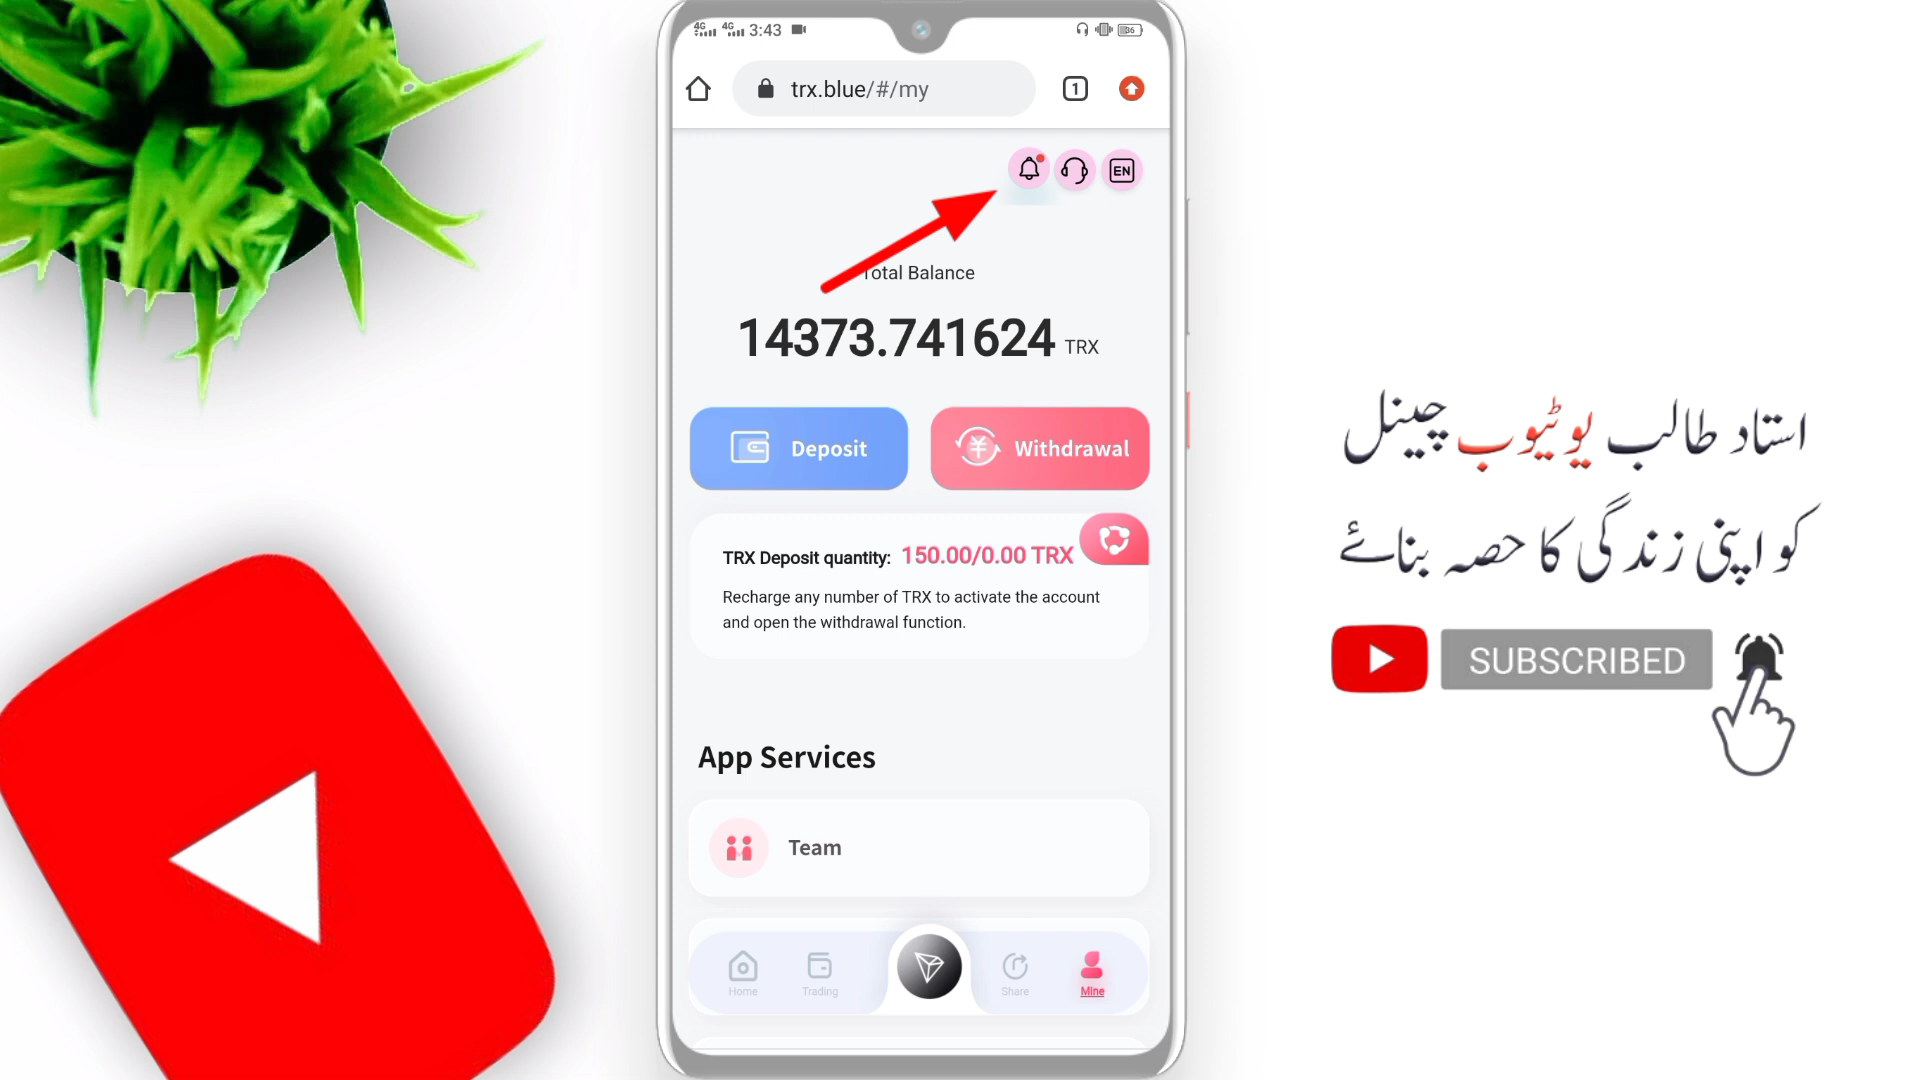 4G 4G 3:43 36
trx.blue/#/my 1
EN
Total Balance
14373.741624 TRX
Deposit
Withdrawal
TRX Deposit quantity: 150.00/0.00 TRX
Recharge any number of TRX to activate the account
and open the withdrawal function.
App Services
Team
Home
Trading
Share
Mine
استاد طالب یوٹیوب چینل
کو اپنی زندگی کا حصہ بنائے
SUBSCRIBED